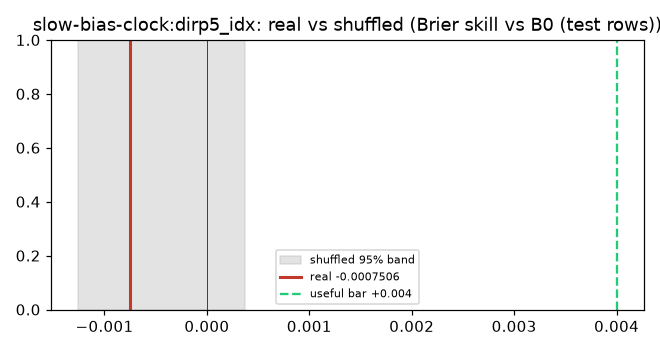 slow-bias-clock:dirp5_idx: real vs shuffled (Brier skill vs B0 (test rows))
1.0
0.8
0.6
0.4
0.2
0.0
shuffled 95% band
real -0.0007506
useful bar +0.004
−0.001 0.000 0.001 0.002 0.003 0.004